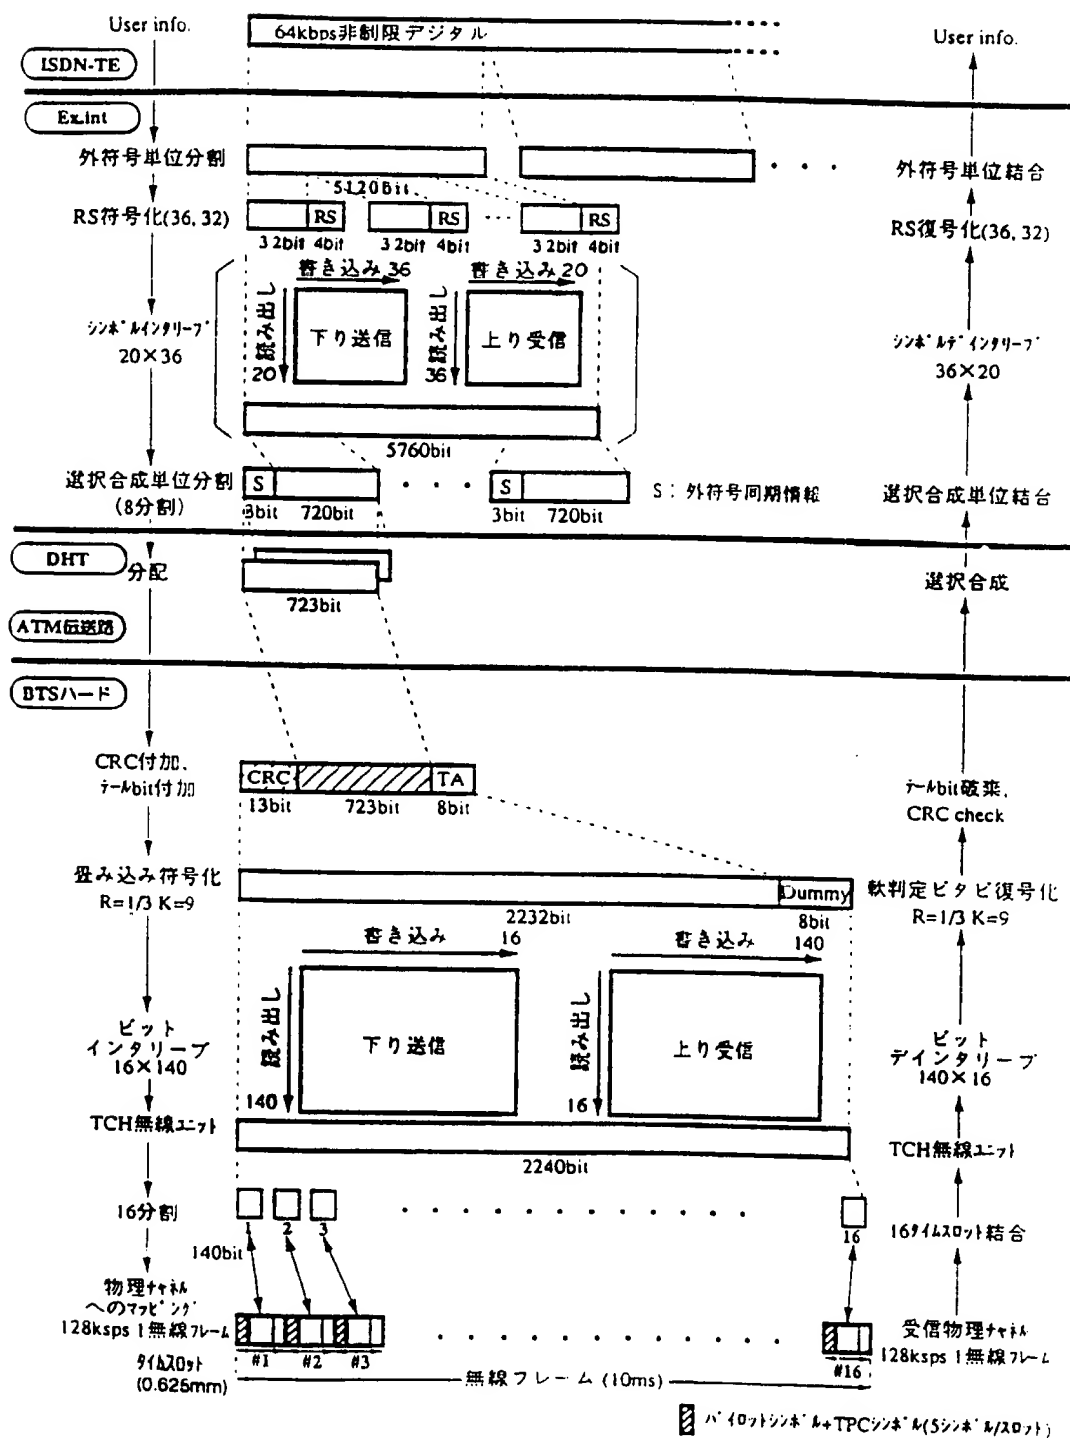 User info.
64kbps非制限デジタル
User info.
ISDN-TE
Ex.int
外符号単位分割
外符号単位結合
5120Bit
RS符号化(36, 32)
RS
RS
RS
RS復号化(36, 32)
32bit 4bit
32bit 4bit
32bit 4bit
書き込み 36
書き込み 20
読み出し
20
下り送信
読み出し
36
上り受信
シンボルインタリーブ
20×36
シンボルデインタリーブ
36×20
5760bit
選択合成単位分割
(8分割)
S
S
S: 外符号同期情報
選択合成単位結合
3bit 720bit
3bit 720bit
DHT
分配
選択合成
723bit
ATM伝送路
BTSハード
CRC付加、
テールbit付加
CRC
TA
13bit 723bit 8bit
テールbit破棄、
CRC check
畳み込み符号化
R=1/3 K=9
Dummy
軟判定ビタビ復号化
R=1/3 K=9
2232bit
8bit
書き込み 16
書き込み 140
読み出し
140
下り送信
読み出し
16
上り受信
ビット
インタリーブ
16×140
ビット
デインタリーブ
140×16
TCH無線ユニット
TCH無線ユニット
2240bit
16分割
1
2
3
16
16タイムスロット結合
140bit
物理チャネル
へのマッピング
128ksps 1無線フレーム
受信物理チャネル
128ksps 1無線フレーム
#1
#2
#3
#16
タイムスロット
(0.625mm)
無線フレーム (10ms)
パイロットシンボル+TPCシンボル(5シンボル/スロット)